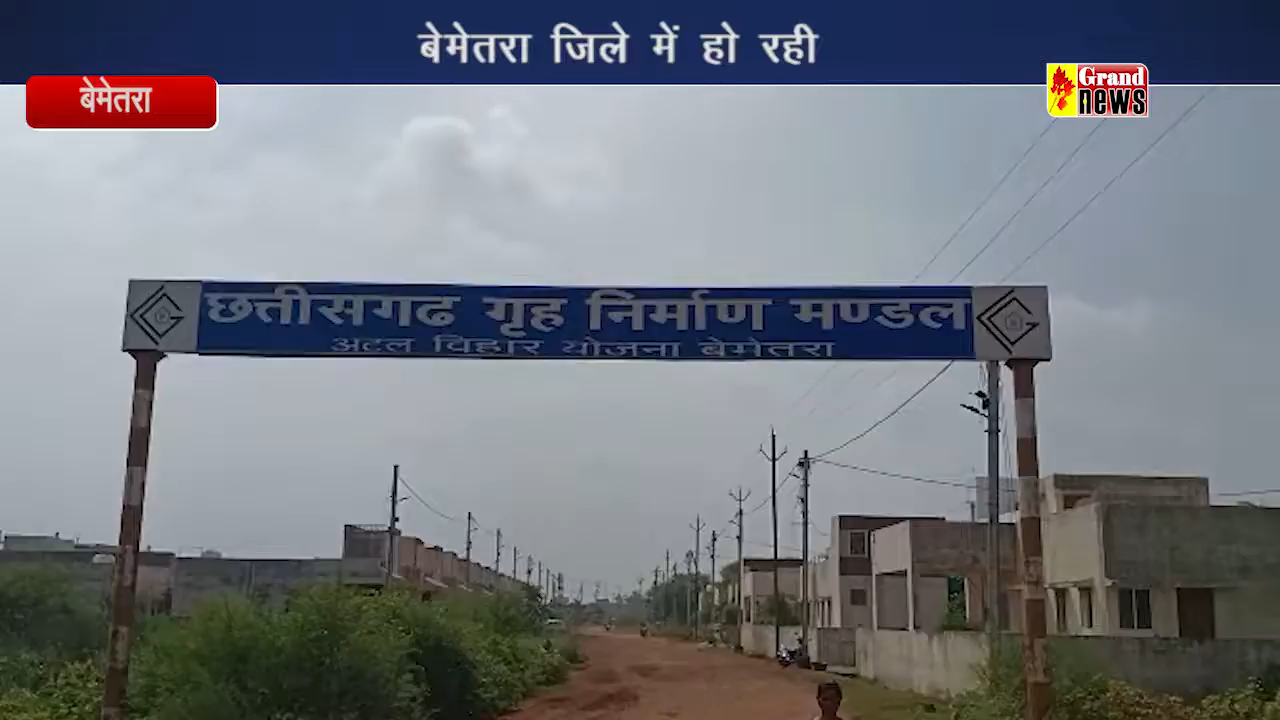 बेमेतरा जिले में हो रही
बेमेतरा
Grand
news
छत्तीसगढ गृह निर्माण मण्डल
अटल विहार योजना बेमेतरा